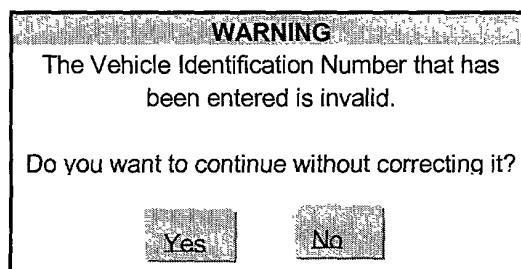 WARNING
The Vehicle Identification Number that has
been entered is invalid.
Do you want to continue without correcting it?
Yes No